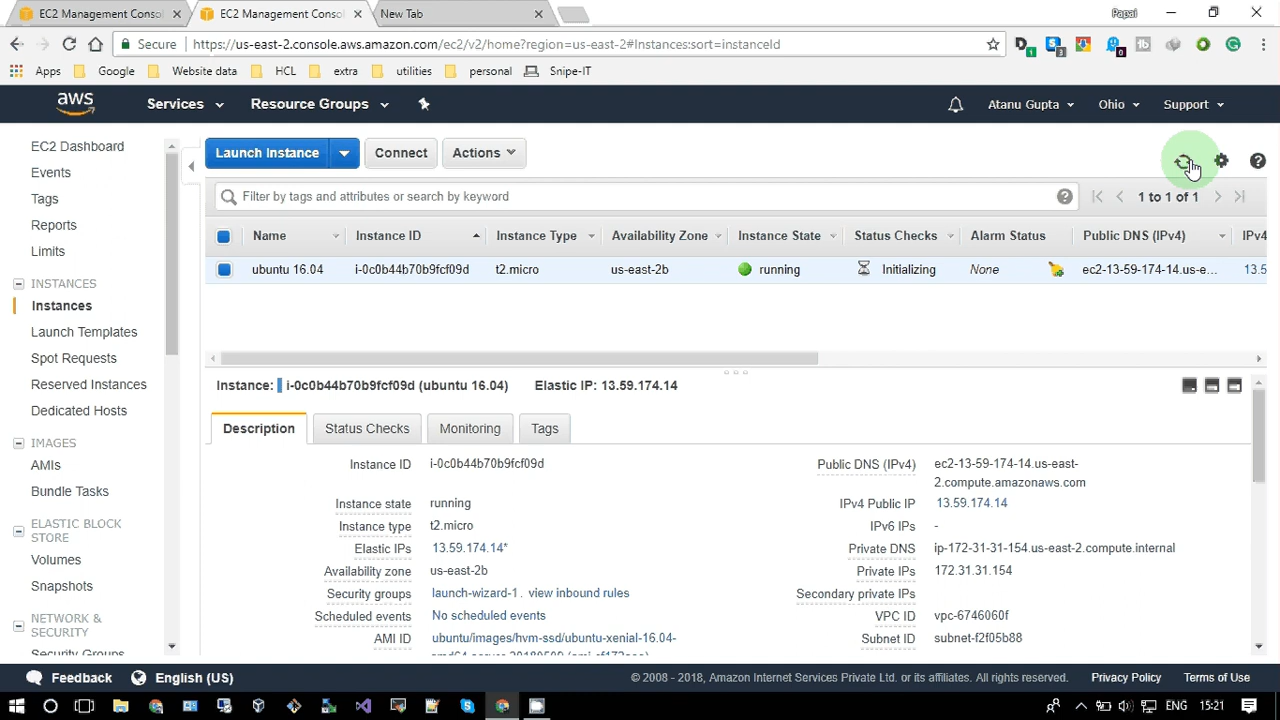 EC2 Management Conso
EC2 Management Conso
New Tab
Papai
Secure
https://us-east-2.console.aws.amazon.com/ec2/v2/home?region=us-east-2#Instances:sort=instanceId
Apps
Google
Website data
HCL
extra
utilities
personal
Snipe-IT
aws
Services
Resource Groups
Atanu Gupta
Ohio
Support
EC2 Dashboard
Events
Tags
Reports
Limits
INSTANCES
Instances
Launch Templates
Spot Requests
Reserved Instances
Dedicated Hosts
IMAGES
AMIs
Bundle Tasks
ELASTIC BLOCK
STORE
Volumes
Snapshots
NETWORK &
SECURITY
Security Groups
Launch Instance
Connect
Actions
Filter by tags and attributes or search by keyword
1 to 1 of 1
Name Instance ID Instance Type Availability Zone Instance State Status Checks Alarm Status Public DNS (IPv4) IPv4
ubuntu 16.04 i-0c0b44b70b9fcf09d t2.micro us-east-2b running Initializing None ec2-13-59-174-14.us-e... 13.5
Instance: i-0c0b44b70b9fcf09d (ubuntu 16.04) Elastic IP: 13.59.174.14
Description
Status Checks
Monitoring
Tags
Instance ID i-0c0b44b70b9fcf09d
Instance state running
Instance type t2.micro
Elastic IPs 13.59.174.14*
Availability zone us-east-2b
Security groups launch-wizard-1. view inbound rules
Scheduled events No scheduled events
AMI ID ubuntu/images/hvm-ssd/ubuntu-xenial-16.04-
Public DNS (IPv4) ec2-13-59-174-14.us-east-
2.compute.amazonaws.com
IPv4 Public IP 13.59.174.14
IPv6 IPs -
Private DNS ip-172-31-31-154.us-east-2.compute.internal
Private IPs 172.31.31.154
Secondary private IPs
VPC ID vpc-6746060f
Subnet ID subnet-f2f05b88
Feedback
English (US)
© 2008 - 2018, Amazon Internet Services Private Ltd. or its affiliates. All rights reserved.
Privacy Policy
Terms of Use
ENG
15:21